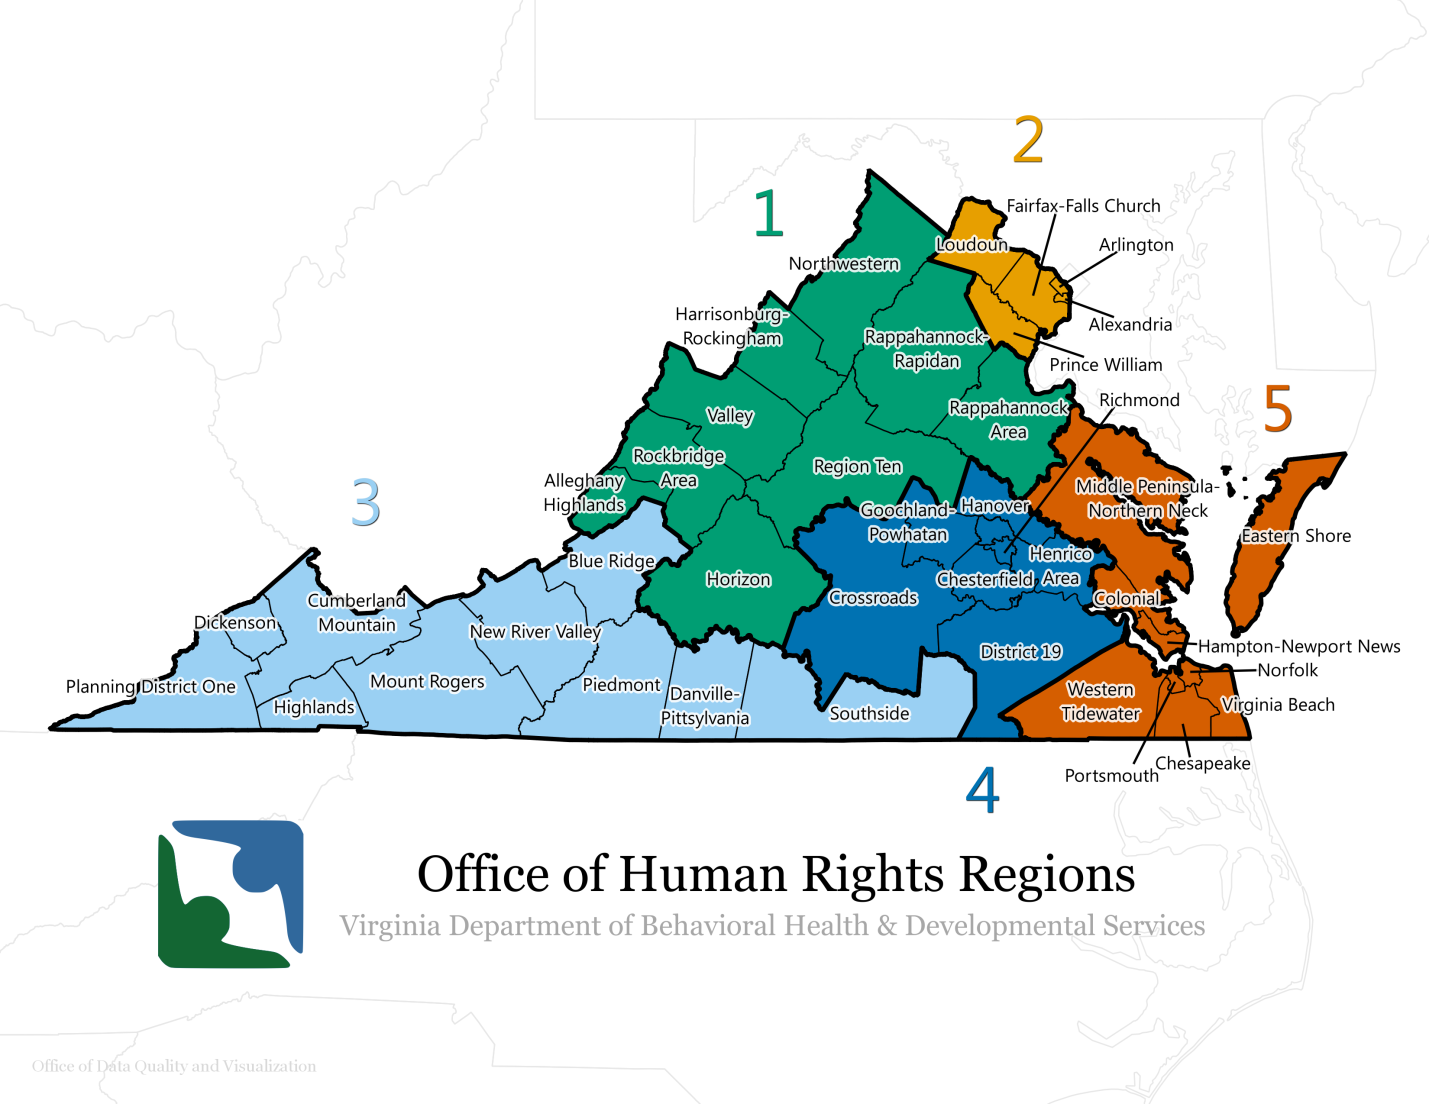 2
Fairfax-Falls Church
1
Loudoun
Arlington
Northwestern
Harrisonburg-
Rockingham
Alexandria
Rappahannock-
Rapidan
Prince William
Richmond
5
Valley
Rappahannock
Area
Rockbridge
Area
Region Ten
Alleghany
Highlands
3
Middle Peninsula-
Northern Neck
Goochland-
Powhatan
Hanover
Eastern Shore
Blue Ridge
Henrico
Area
Horizon
Chesterfield
Crossroads
Colonial
Cumberland
Mountain
Dickenson
New River Valley
District 19
Hampton-Newport News
Norfolk
Planning District One
Mount Rogers
Highlands
Piedmont
Danville-
Pittsylvania
Southside
Western
Tidewater
Virginia Beach
Chesapeake
Portsmouth
4
Office of Human Rights Regions
Virginia Department of Behavioral Health & Developmental Services
Office of Data Quality and Visualization